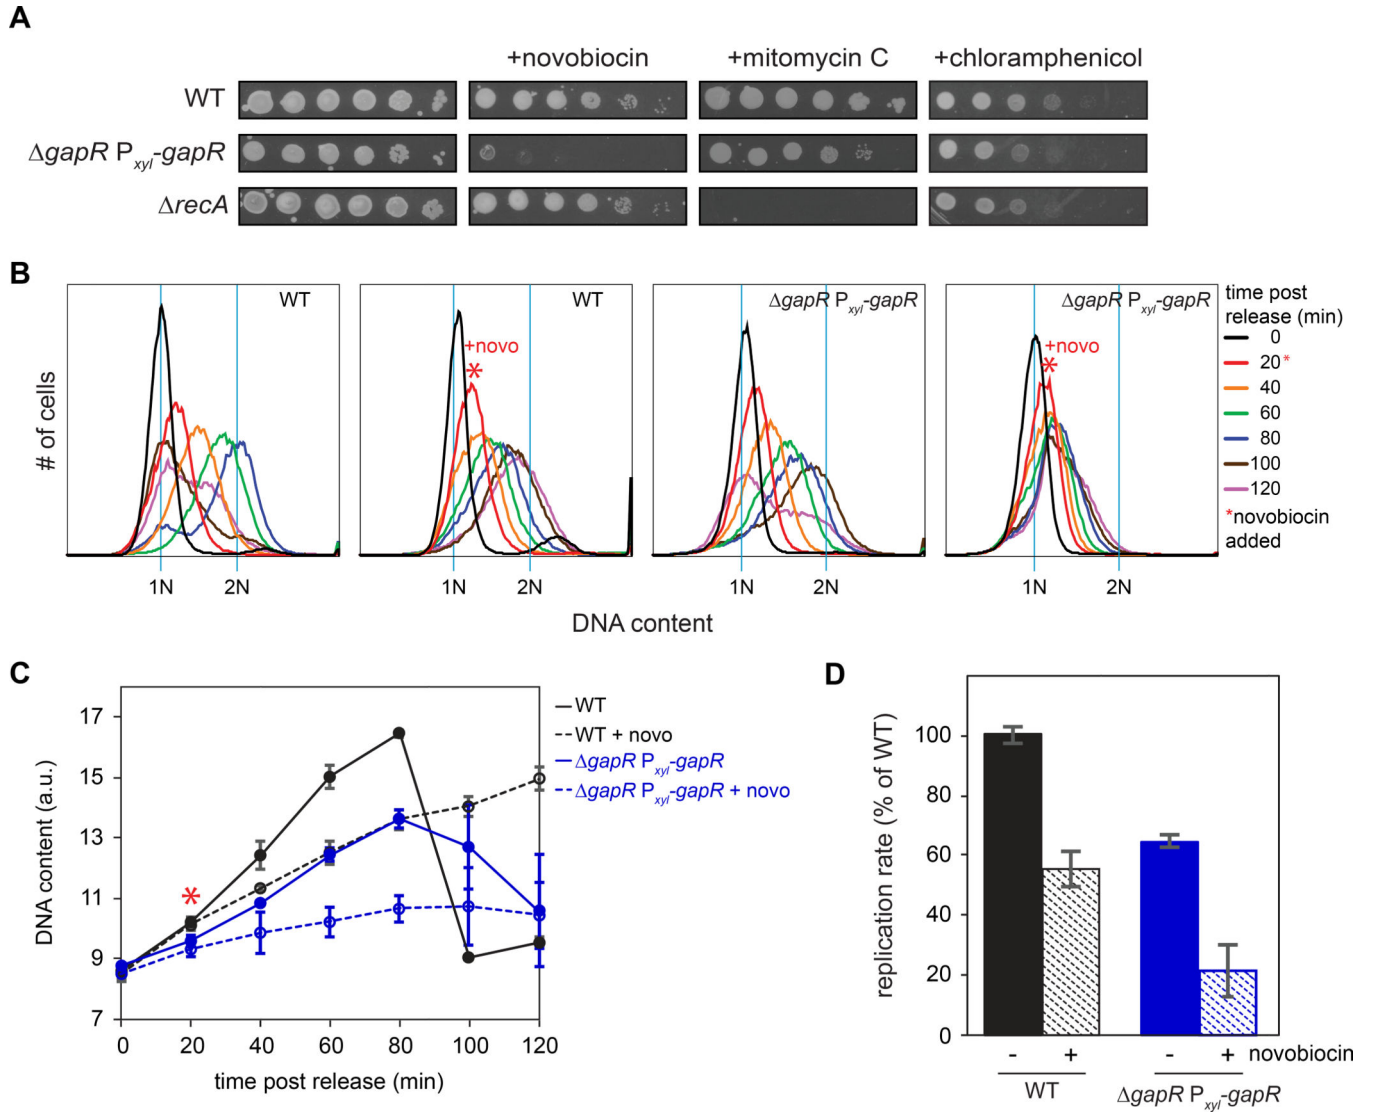 A
+novobiocin +mitomycin C +chloramphenicol
WT
ΔgapR Pxyl-gapR
ΔrecA
B
# of cells
WT
WT
ΔgapR Pxyl-gapR
ΔgapR Pxyl-gapR
+novo
*
+novo
*
1N 2N 1N 2N 1N 2N 1N 2N
DNA content
time post
release (min)
0
20*
40
60
80
100
120
*novobiocin
added
C
DNA content (a.u.)
17
15
13
11
9
7
*
0 20 40 60 80 100 120
time post release (min)
WT
WT + novo
ΔgapR Pxyl-gapR
ΔgapR Pxyl-gapR + novo
D
replication rate (% of WT)
100
80
60
40
20
0
- + - + novobiocin
WT ΔgapR Pxyl-gapR